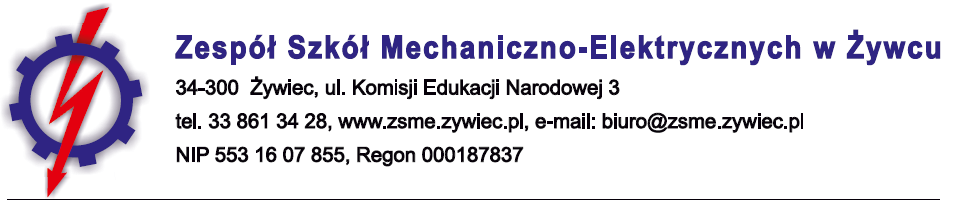 Zespół Szkół Mechaniczno-Elektrycznych w Żywcu
34-300 Żywiec, ul. Komisji Edukacji Narodowej 3
tel. 33 861 34 28, www.zsme.zywiec.pl, e-mail: biuro@zsme.zywiec.pl
NIP 553 16 07 855, Regon 000187837